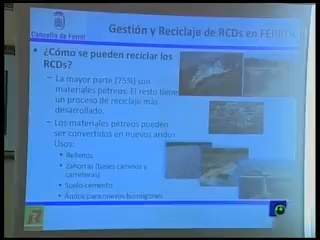 Concello de Ferrol
Gestión y Reciclaje de RCDs en FERROL
• ¿Cómo se pueden reciclar los
RCDs?
– La mayor parte (75%) son
materiales pétreos. El resto tiene
un proceso de reciclaje más
desarrollado.
– Los materiales pétreos pueden
ser convertidos en nuevos áridos
Usos:
• Rellenos
• Zahorras (bases caminos y
carreteras)
• Suelo-cemento
• Áridos para nuevos hormigones